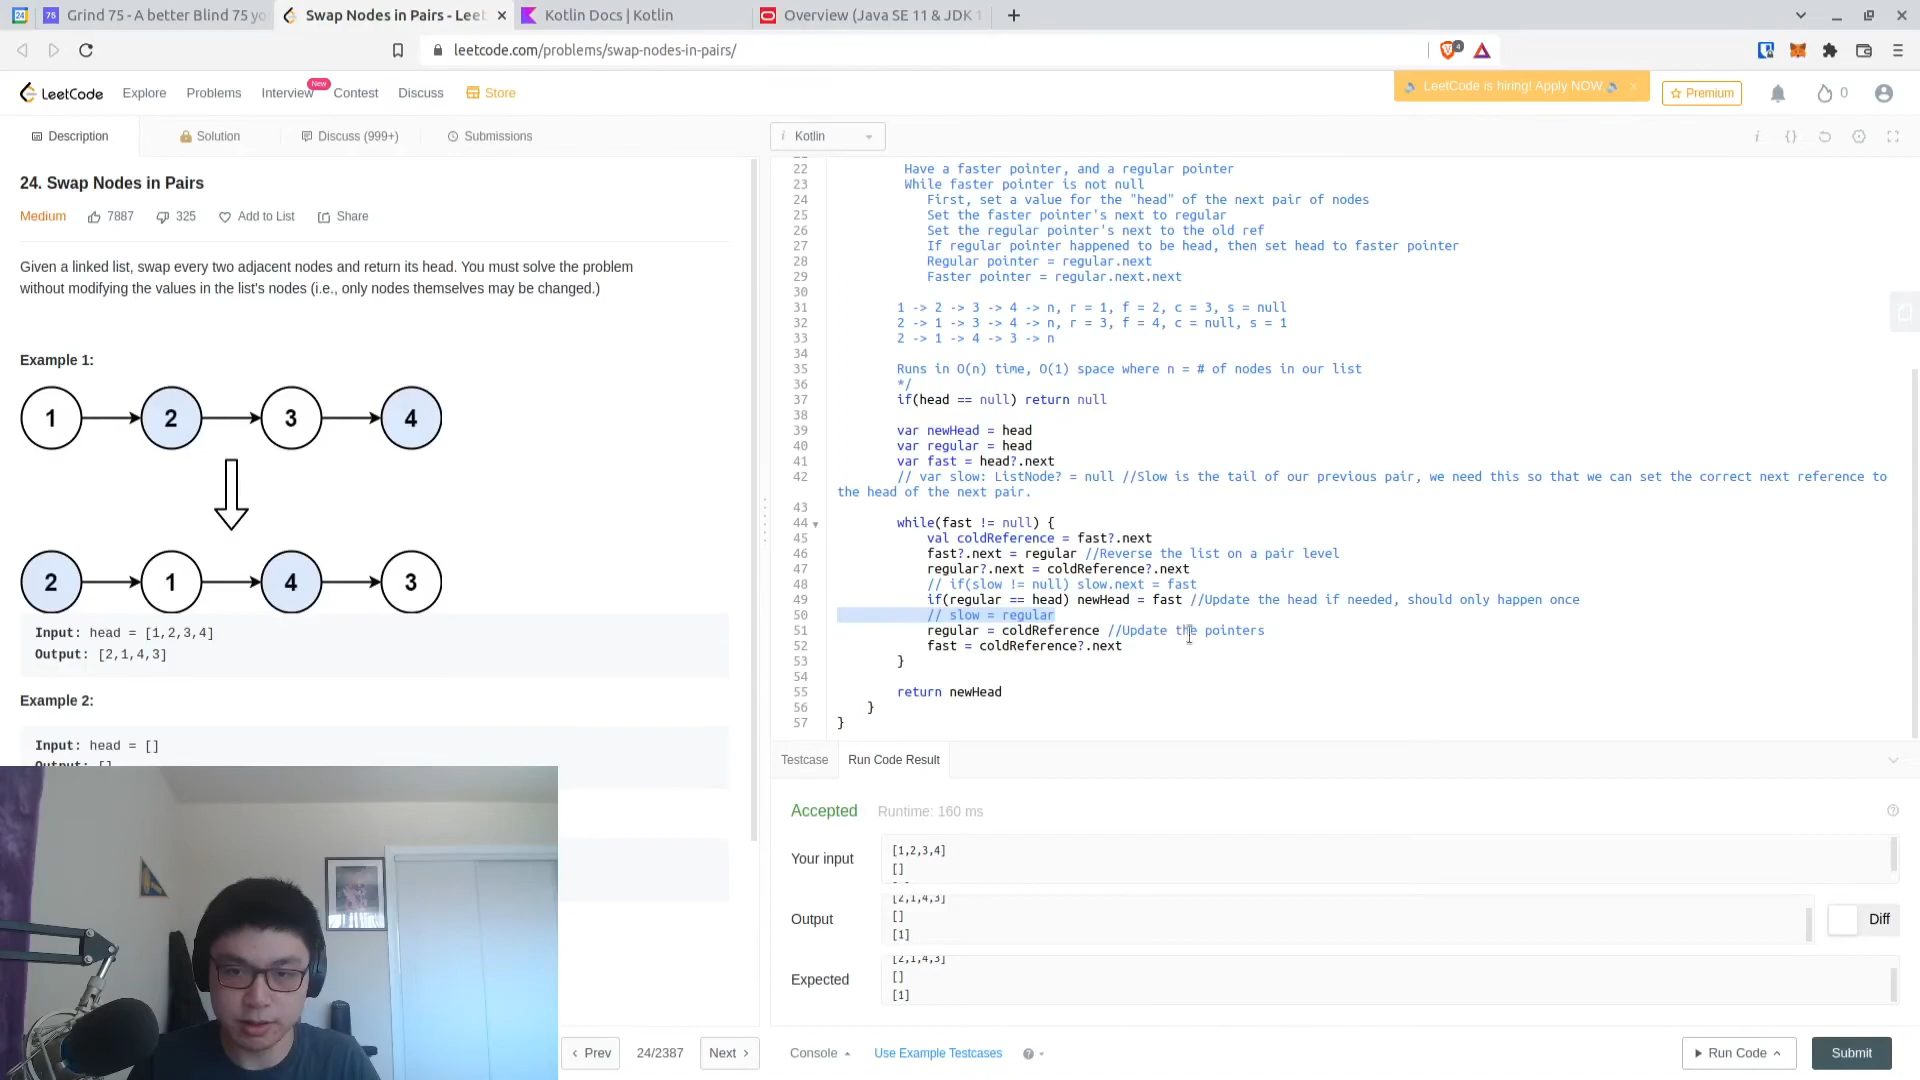 Grind 75 - A better Blind 75 yo
Swap Nodes in Pairs - Leet
Kotlin Docs | Kotlin
Overview (Java SE 11 & JDK 1
leetcode.com/problems/swap-nodes-in-pairs/
LeetCode
Explore
Problems
Interview
New
Contest
Discuss
Store
LeetCode is hiring! Apply NOW.
Premium
0
Description
Solution
Discuss (999+)
Submissions
i Kotlin
24. Swap Nodes in Pairs
Medium
7887
325
Add to List
Share
Given a linked list, swap every two adjacent nodes and return its head. You must solve the problem
without modifying the values in the list's nodes (i.e., only nodes themselves may be changed.)
Example 1:
1 2 3 4
2 1 4 3
Input: head = [1,2,3,4]
Output: [2,1,4,3]
Example 2:
Input: head = []
Output: []
22 Have a faster pointer, and a regular pointer
23 While faster pointer is not null
24 First, set a value for the "head" of the next pair of nodes
25 Set the faster pointer's next to regular
26 Set the regular pointer's next to the old ref
27 If regular pointer happened to be head, then set head to faster pointer
28 Regular pointer = regular.next
29 Faster pointer = regular.next.next
30
31 1 -> 2 -> 3 -> 4 -> n, r = 1, f = 2, c = 3, s = null
32 2 -> 1 -> 3 -> 4 -> n, r = 3, f = 4, c = null, s = 1
33 2 -> 1 -> 4 -> 3 -> n
34
35 Runs in O(n) time, O(1) space where n = # of nodes in our list
36 */
37 if(head == null) return null
38
39 var newHead = head
40 var regular = head
41 var fast = head?.next
42 // var slow: ListNode? = null //Slow is the tail of our previous pair, we need this so that we can set the correct next reference to
the head of the next pair.
43
44 while(fast != null) {
45 val coldReference = fast?.next
46 fast?.next = regular //Reverse the list on a pair level
47 regular?.next = coldReference?.next
48 // if(slow != null) slow.next = fast
49 if(regular == head) newHead = fast //Update the head if needed, should only happen once
50 // slow = regular
51 regular = coldReference //Update the pointers
52 fast = coldReference?.next
53 }
54
55 return newHead
56 }
57 }
Testcase
Run Code Result
Accepted
Runtime: 160 ms
Your input
[1,2,3,4]
[]
Output
[2,1,4,3]
[]
[1]
Diff
Expected
[2,1,4,3]
[]
[1]
Prev
24/2387
Next
Console
Use Example Testcases
Run Code
Submit